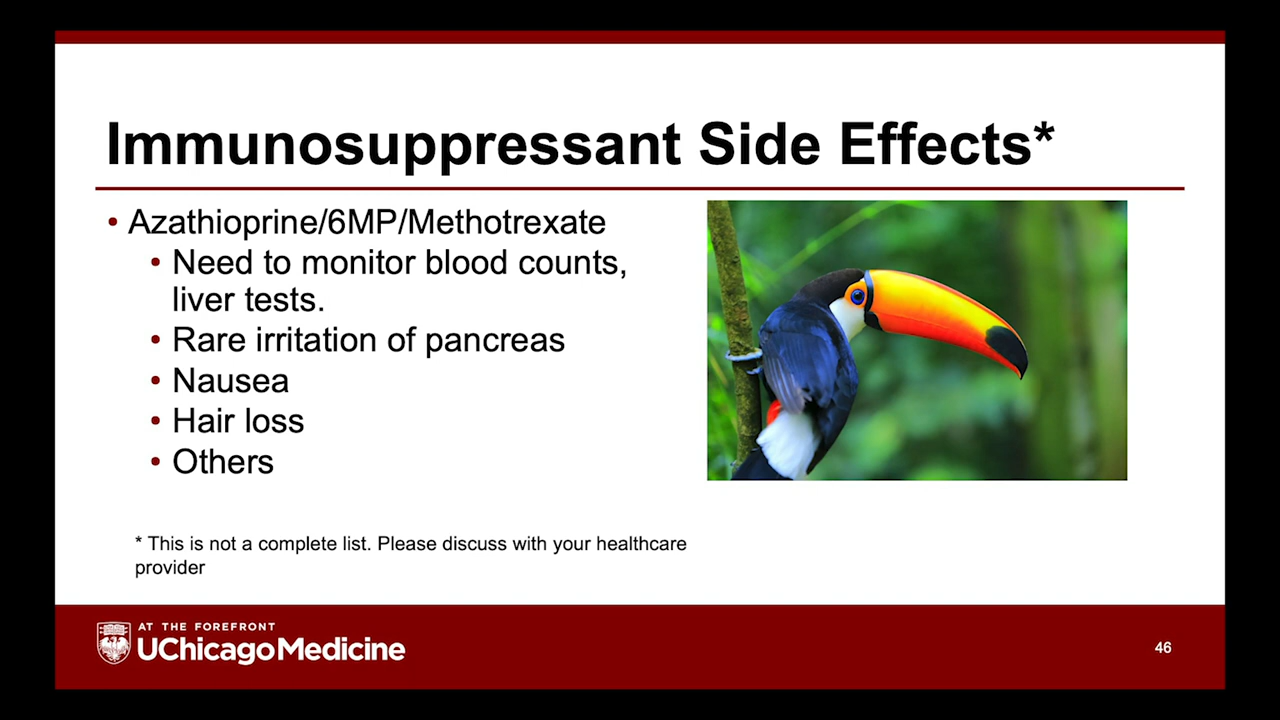 Immunosuppressant Side Effects*
• Azathioprine/6MP/Methotrexate
• Need to monitor blood counts,
liver tests.
• Rare irritation of pancreas
• Nausea
• Hair loss
• Others
* This is not a complete list. Please discuss with your healthcare
provider
AT THE FOREFRONT
UChicagoMedicine
46